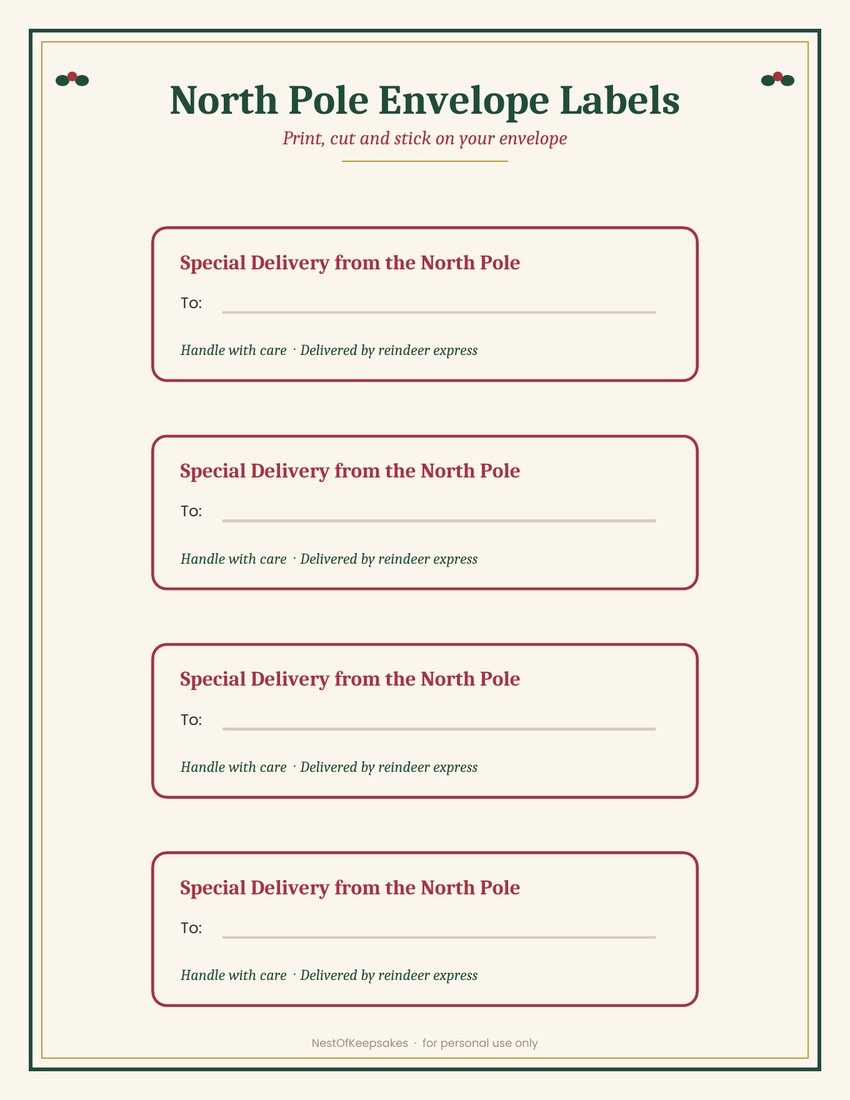 North Pole Envelope Labels
Print, cut and stick on your envelope
Special Delivery from the North Pole
To:
Handle with care · Delivered by reindeer express
Special Delivery from the North Pole
To:
Handle with care · Delivered by reindeer express
Special Delivery from the North Pole
To:
Handle with care · Delivered by reindeer express
Special Delivery from the North Pole
To:
Handle with care · Delivered by reindeer express
NestOfKeepsakes · for personal use only